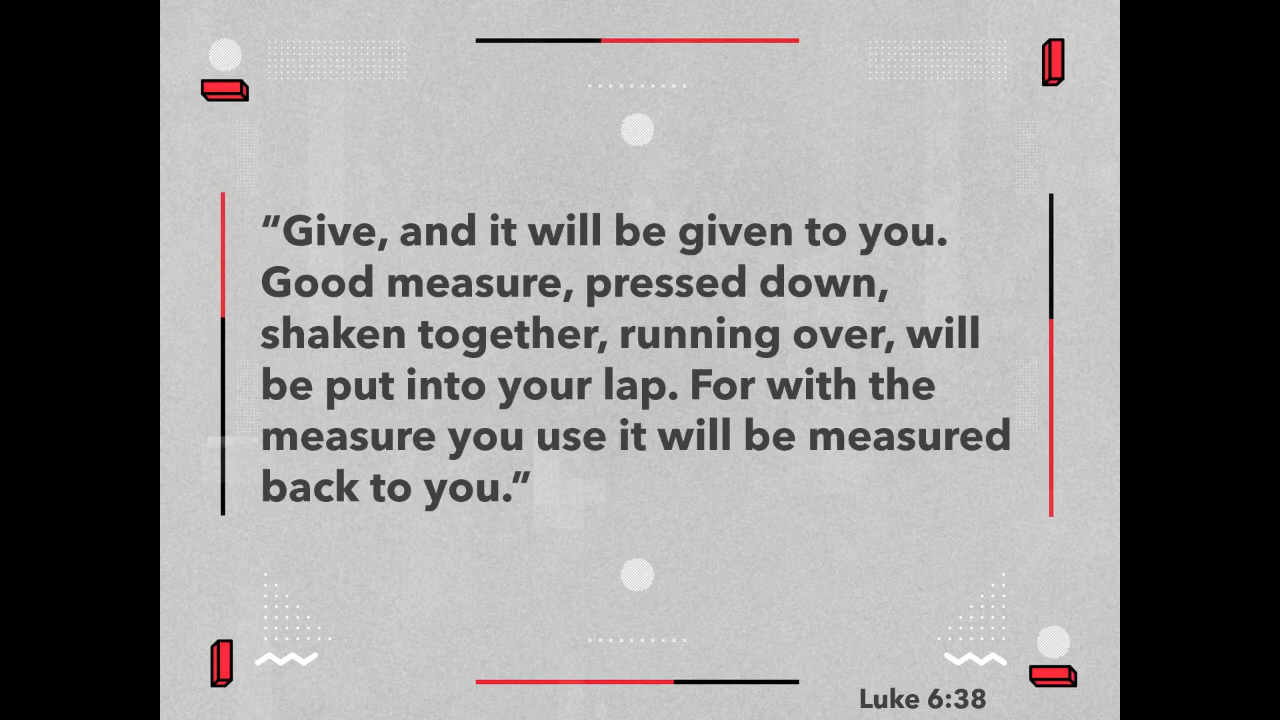 “Give, and it will be given to you.
Good measure, pressed down,
shaken together, running over, will
be put into your lap. For with the
measure you use it will be measured
back to you.”
Luke 6:38